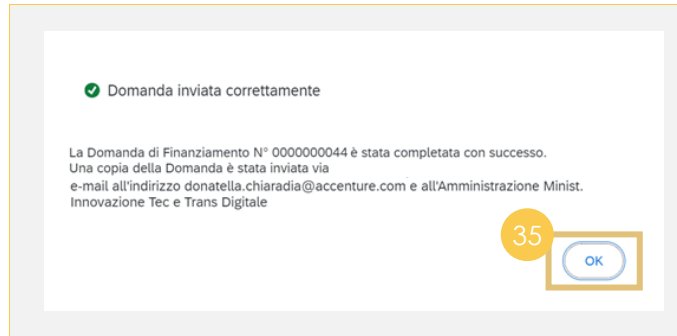 Domanda inviata correttamente
La Domanda di Finanziamento N° 0000000044 è stata completata con successo.
Una copia della Domanda è stata inviata via
e-mail all'indirizzo donatella.chiaradia@accenture.com e all'Amministrazione Minist.
Innovazione Tec e Trans Digitale
35
OK